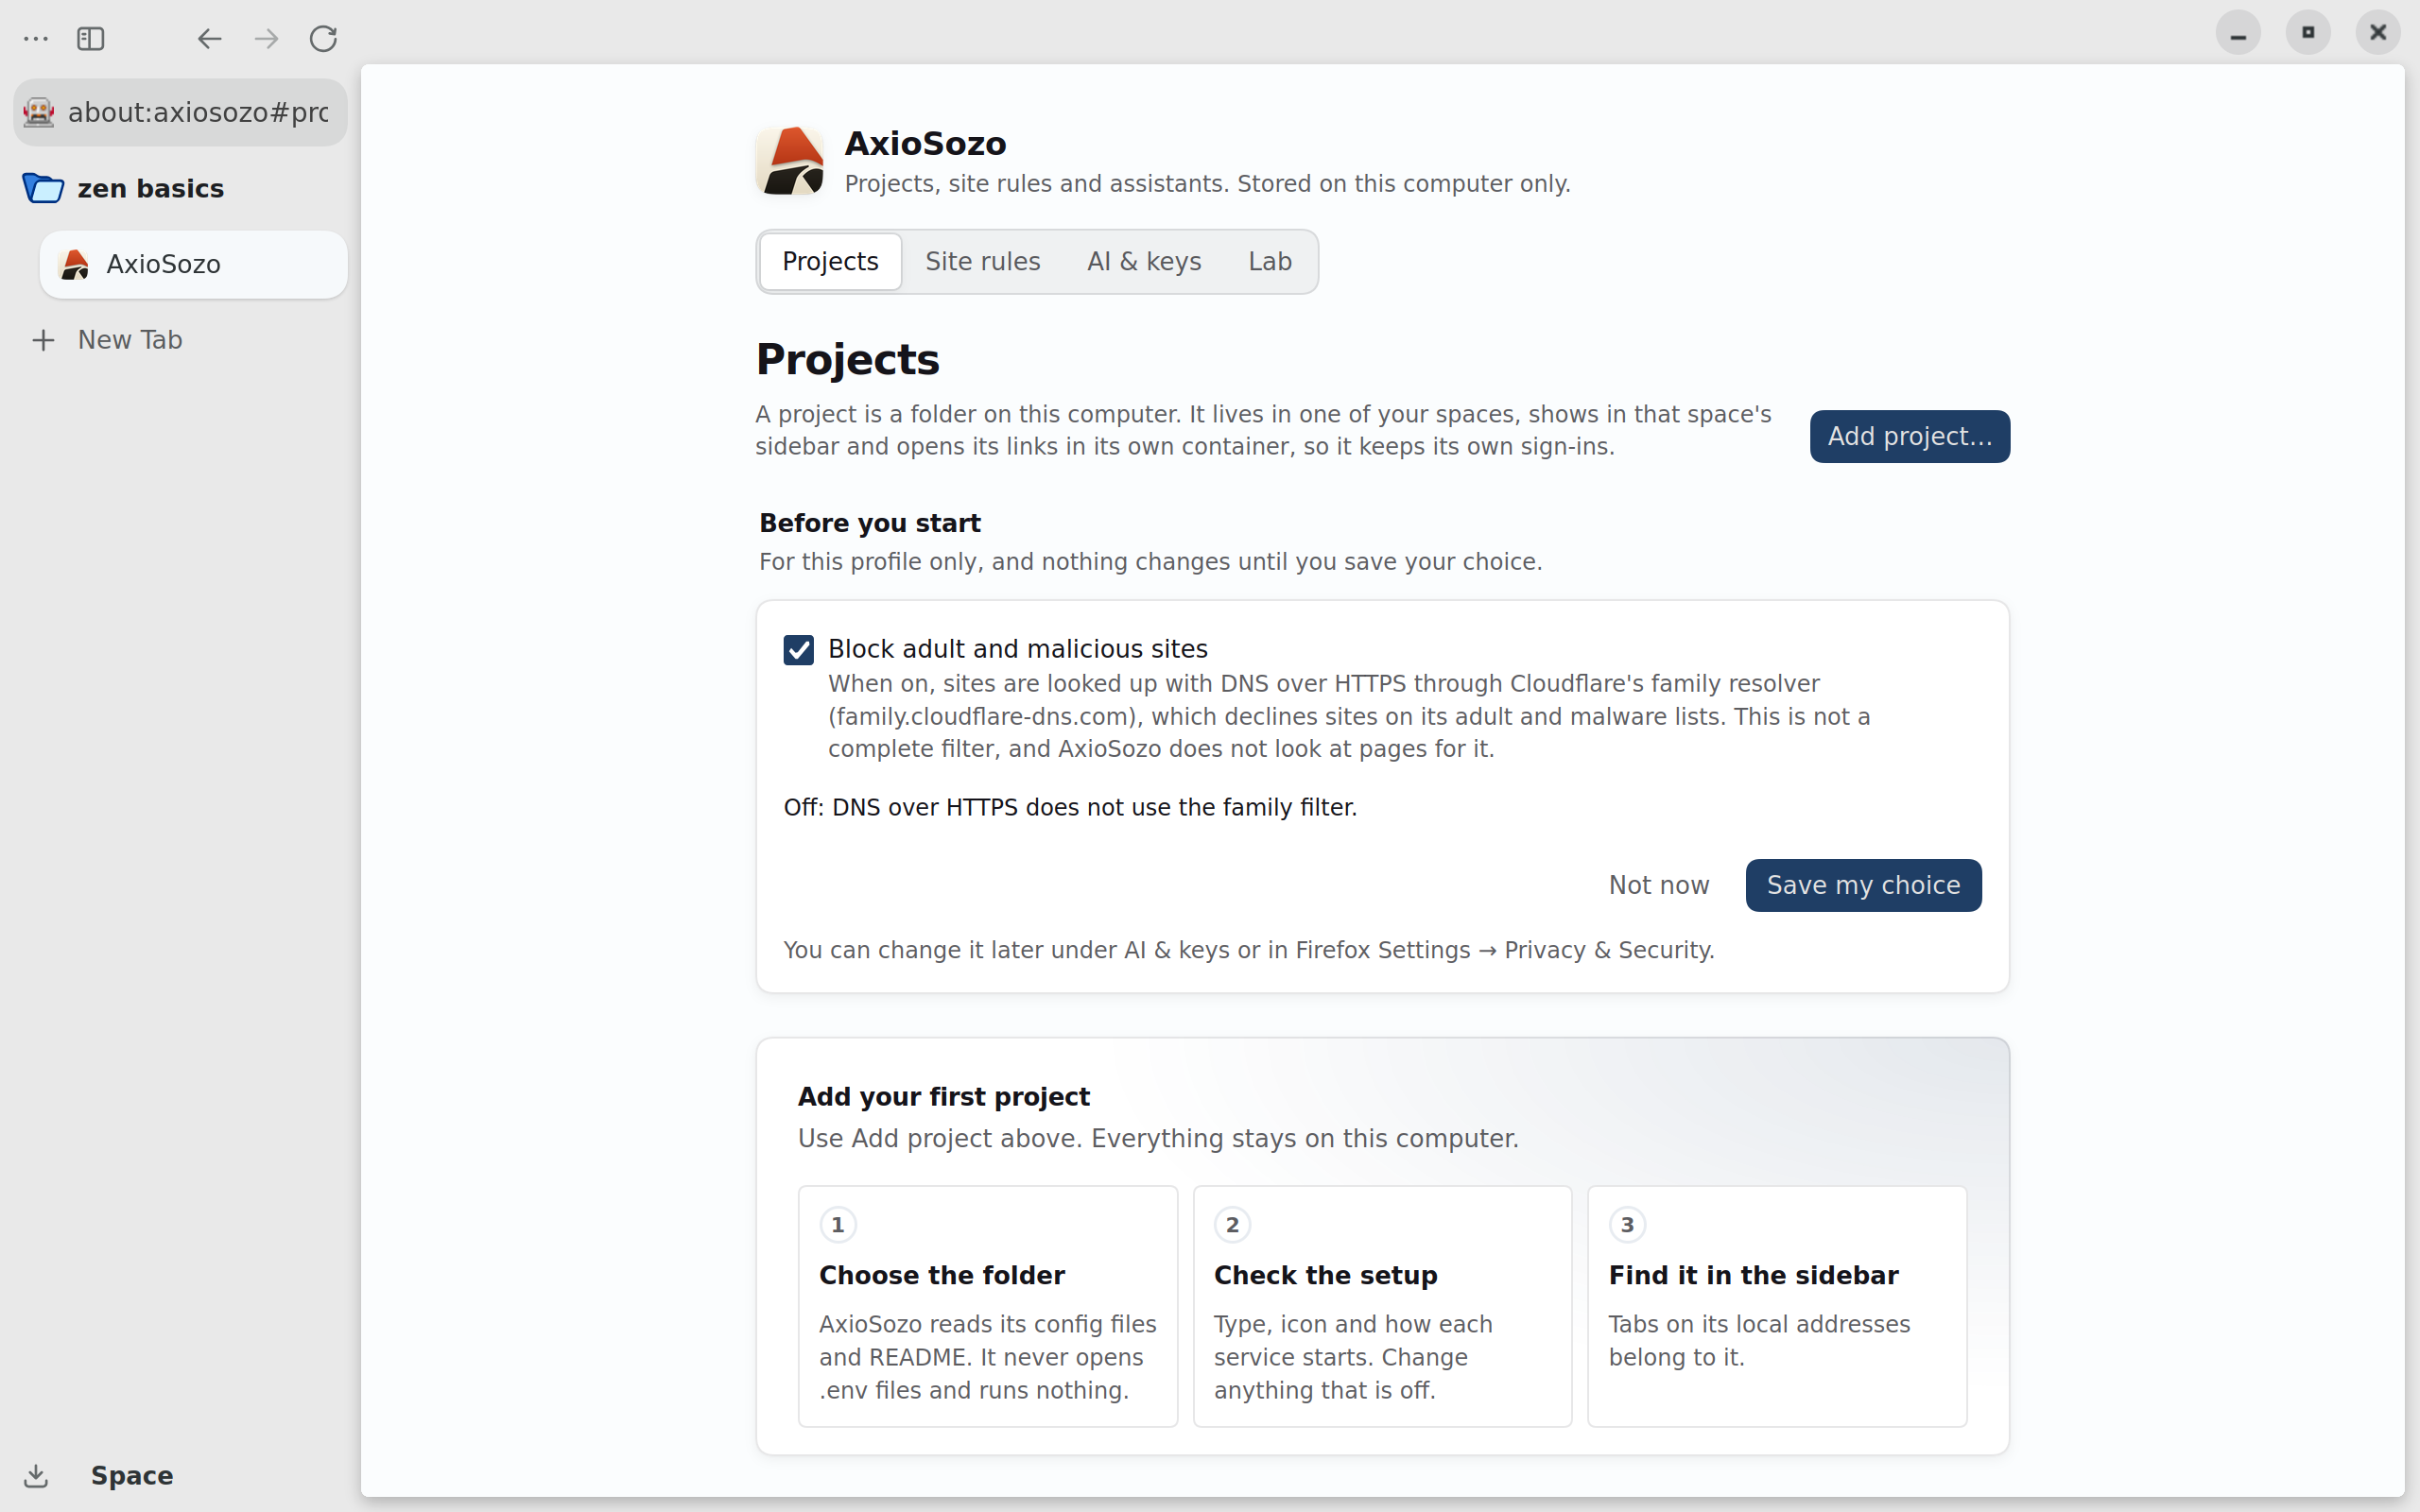 about:axiosozo#pro
zen basics
AxioSozo
New Tab
Space
AxioSozo
Projects, site rules and assistants. Stored on this computer only.
Projects
Site rules
AI & keys
Lab
Projects
A project is a folder on this computer. It lives in one of your spaces, shows in that space's
sidebar and opens its links in its own container, so it keeps its own sign-ins.
Add project…
Before you start
For this profile only, and nothing changes until you save your choice.
Block adult and malicious sites
When on, sites are looked up with DNS over HTTPS through Cloudflare's family resolver
(family.cloudflare-dns.com), which declines sites on its adult and malware lists. This is not a
complete filter, and AxioSozo does not look at pages for it.
Off: DNS over HTTPS does not use the family filter.
Not now
Save my choice
You can change it later under AI & keys or in Firefox Settings → Privacy & Security.
Add your first project
Use Add project above. Everything stays on this computer.
1
Choose the folder
AxioSozo reads its config files
and README. It never opens
.env files and runs nothing.
2
Check the setup
Type, icon and how each
service starts. Change
anything that is off.
3
Find it in the sidebar
Tabs on its local addresses
belong to it.